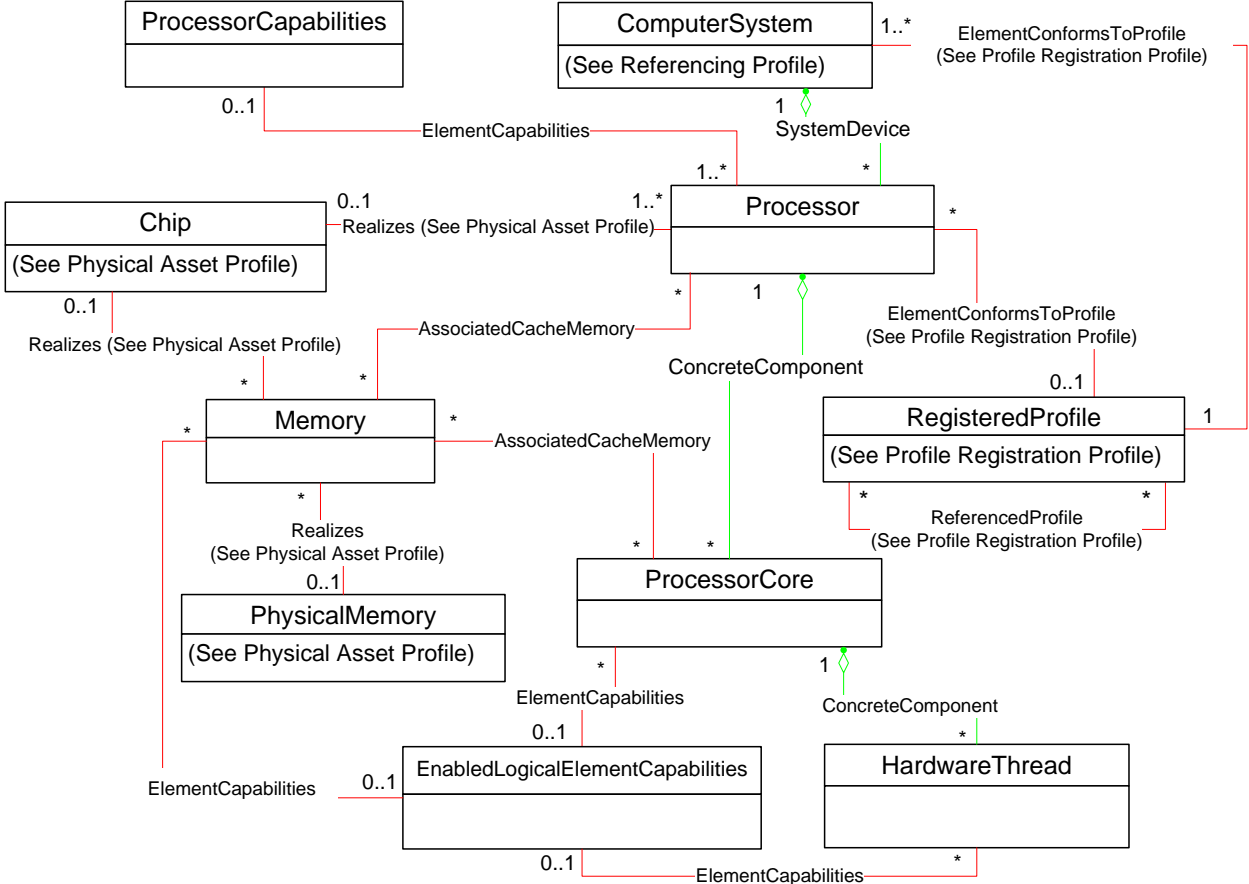 ProcessorCapabilities
ComputerSystem
(See Referencing Profile)
1..*
ElementConformsToProfile
(See Profile Registration Profile)
0..1
1
ElementCapabilities
SystemDevice
1..*
*
Chip
(See Physical Asset Profile)
0..1
Realizes (See Physical Asset Profile)
1..*
Processor
*
0..1
*
1
Realizes (See Physical Asset Profile)
AssociatedCacheMemory
ElementConformsToProfile
(See Profile Registration Profile)
ConcreteComponent
*
*
0..1
Memory
*
*
AssociatedCacheMemory
RegisteredProfile
(See Profile Registration Profile)
1
*
*
*
Realizes
(See Physical Asset Profile)
ReferencedProfile
(See Profile Registration Profile)
*
*
0..1
PhysicalMemory
(See Physical Asset Profile)
ProcessorCore
*
1
ElementCapabilities
ConcreteComponent
0..1
*
ElementCapabilities
0..1
EnabledLogicalElementCapabilities
HardwareThread
0..1
ElementCapabilities
*